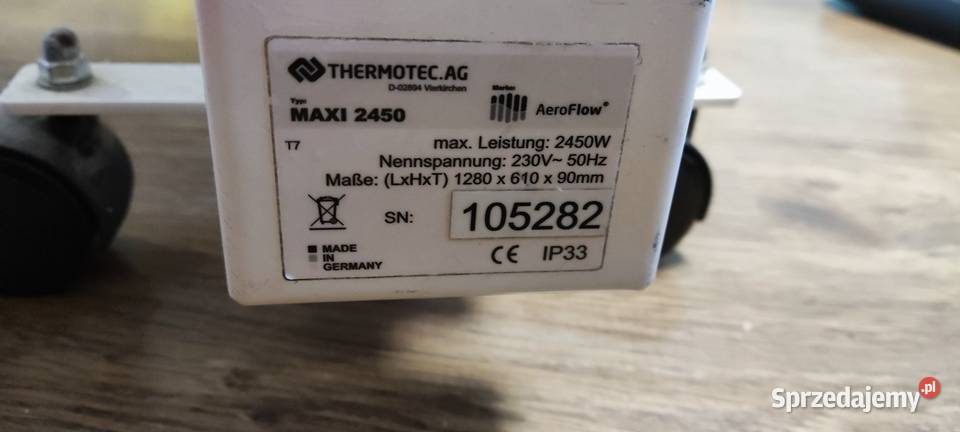 THERMOTEC.AG
D-02894 Vierkirchen
Typ:
MAXI 2450
Marke:
AeroFlow®
T7
max. Leistung: 2450W
Nennspannung: 230V~ 50Hz
Maße: (LxHxT) 1280 x 610 x 90mm
SN: 105282
MADE
IN
GERMANY
CE IP33
Sprzedajemy.pl